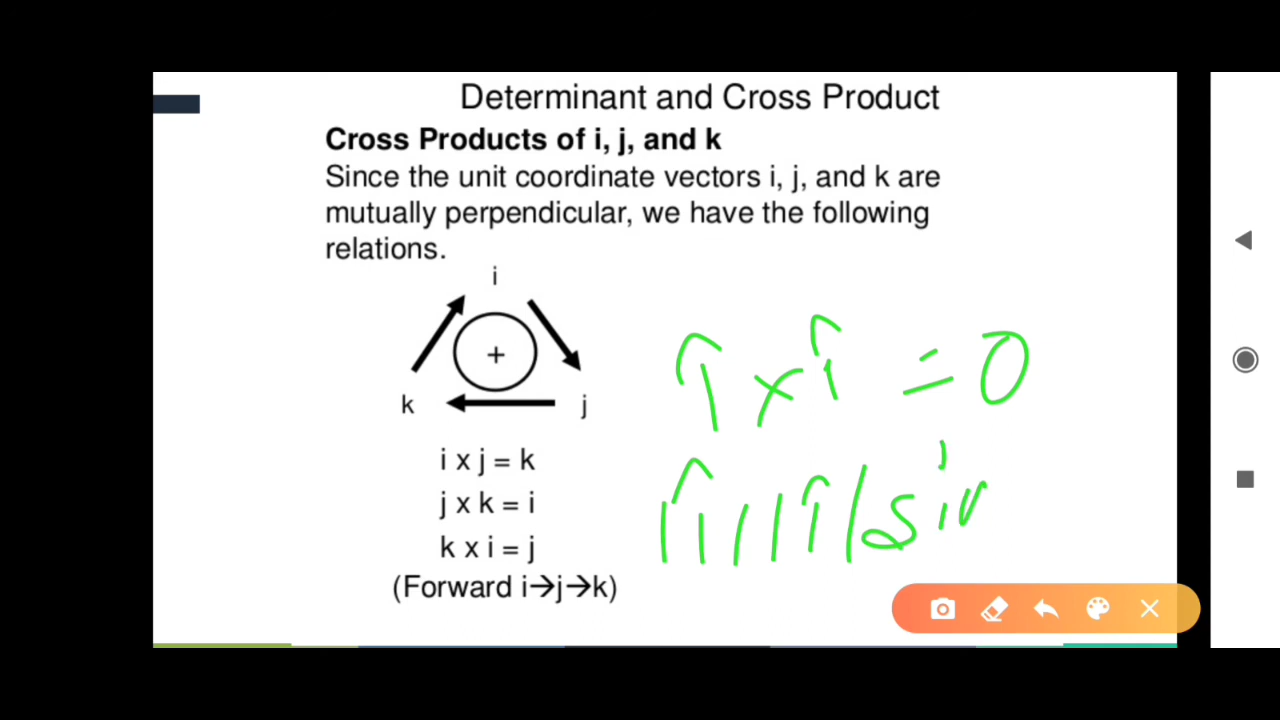 Determinant and Cross Product
Cross Products of i, j, and k
Since the unit coordinate vectors i, j, and k are
mutually perpendicular, we have the following
relations.
i
+
k
j
i x j = k
j x k = i
k x i = j
(Forward i→j→k)
î × î = 0
|î| |î| sin